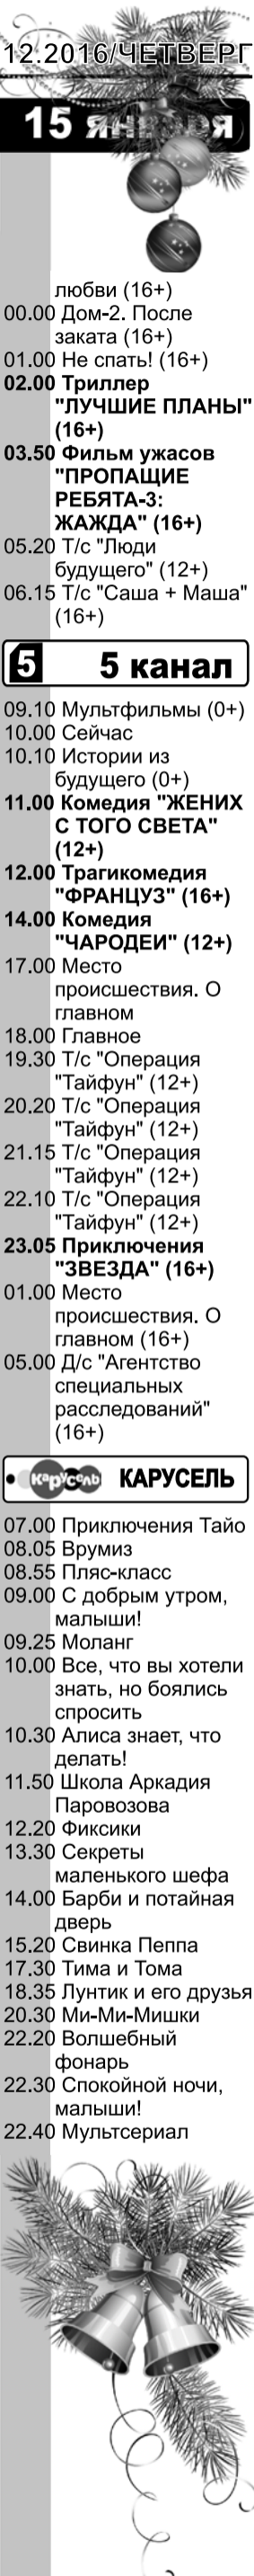 12.2016/ЧЕТВЕРГ
15 января
любви (16+)
00.00 Дом-2. После
заката (16+)
01.00 Не спать! (16+)
02.00 Триллер
"ЛУЧШИЕ ПЛАНЫ"
(16+)
03.50 Фильм ужасов
"ПРОПАЩИЕ
РЕБЯТА-3:
ЖАЖДА" (16+)
05.20 Т/с "Люди
будущего" (12+)
06.15 Т/с "Саша + Маша"
(16+)
5 5 канал
09.10 Мультфильмы (0+)
10.00 Сейчас
10.10 Истории из
будущего (0+)
11.00 Комедия "ЖЕНИХ
С ТОГО СВЕТА"
(12+)
12.00 Трагикомедия
"ФРАНЦУЗ" (16+)
14.00 Комедия
"ЧАРОДЕИ" (12+)
17.00 Место
происшествия. О
главном
18.00 Главное
19.30 Т/с "Операция
"Тайфун" (12+)
20.20 Т/с "Операция
"Тайфун" (12+)
21.15 Т/с "Операция
"Тайфун" (12+)
22.10 Т/с "Операция
"Тайфун" (12+)
23.05 Приключения
"ЗВЕЗДА" (16+)
01.00 Место
происшествия. О
главном (16+)
05.00 Д/с "Агентство
специальных
расследований"
(16+)
Карусель КАРУСЕЛЬ
07.00 Приключения Тайо
08.05 Врумиз
08.55 Пляс-класс
09.00 С добрым утром,
малыши!
09.25 Моланг
10.00 Все, что вы хотели
знать, но боялись
спросить
10.30 Алиса знает, что
делать!
11.50 Школа Аркадия
Паровозова
12.20 Фиксики
13.30 Секреты
маленького шефа
14.00 Барби и потайная
дверь
15.20 Свинка Пеппа
17.30 Тима и Тома
18.35 Лунтик и его друзья
20.30 Ми-Ми-Мишки
22.20 Волшебный
фонарь
22.30 Спокойной ночи,
малыши!
22.40 Мультсериал